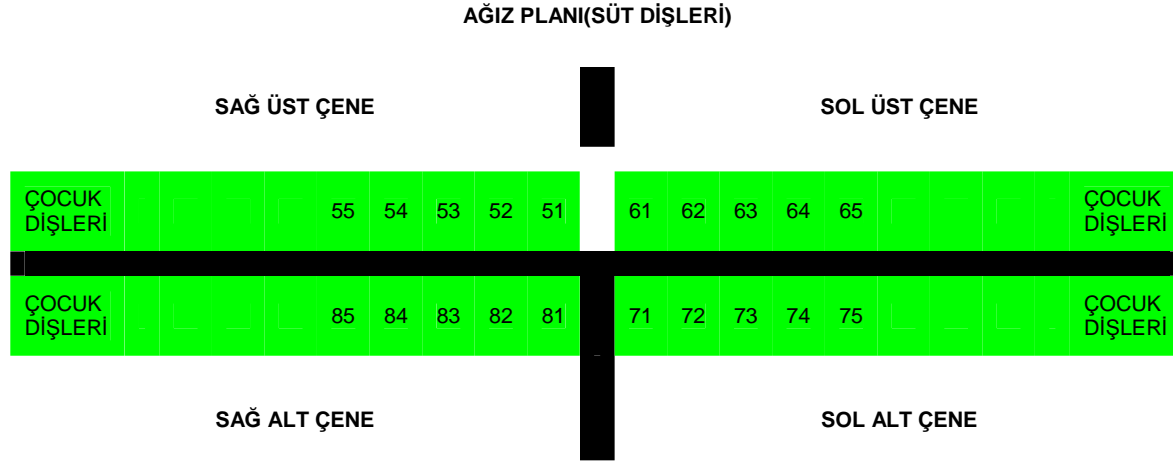 AĞIZ PLANI(SÜT DİŞLERİ)
SAĞ ÜST ÇENE SOL ÜST ÇENE
ÇOCUK DİŞLERİ 55 54 53 52 51 61 62 63 64 65 ÇOCUK DİŞLERİ
ÇOCUK DİŞLERİ 85 84 83 82 81 71 72 73 74 75 ÇOCUK DİŞLERİ
SAĞ ALT ÇENE SOL ALT ÇENE